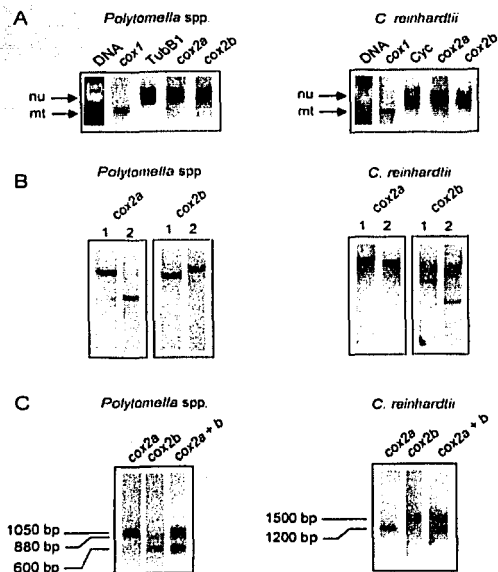 A
Polytomella spp.
C reinhardtii
DNA cox1 TubB1 cox2a cox2b
DNA cox1 Cyc cox2a cox2b
nu
mt
nu
mt
B
Polytomella spp
C. reinhardtii
cox2a cox2b
cox2a cox2b
1 2 1 2
1 2 1 2
C
Polytomella spp.
C. reinhardtii
cox2a cox2b cox2a + b
cox2a cox2b cox2a + b
1050 bp
880 bp
600 bp
1500 bp
1200 bp